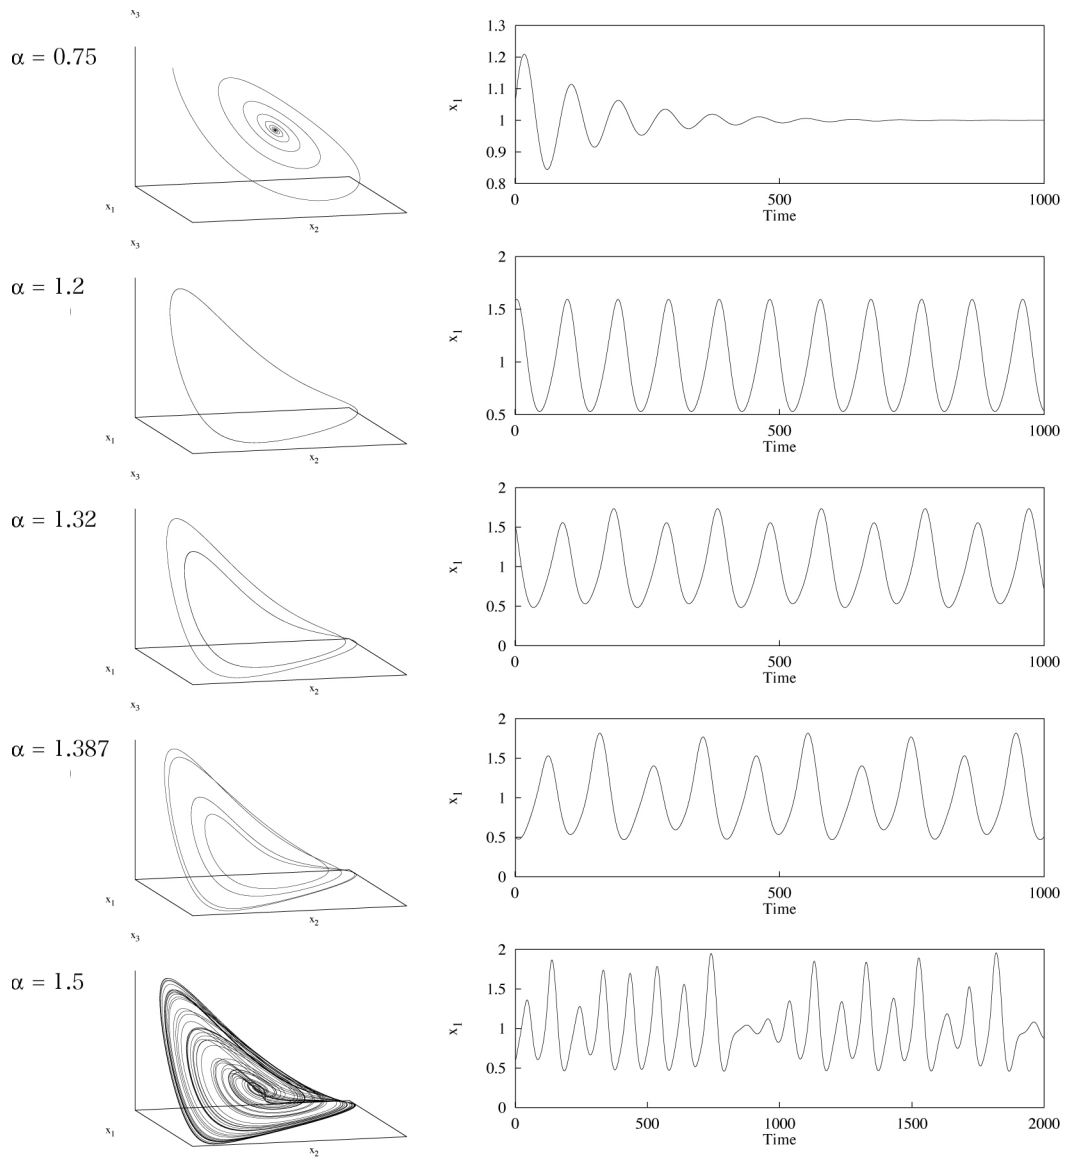 x3
α = 0.75
x1
x2
1.3
1.2
1.1
1
0.9
0.8
x1
0
500
1000
Time
x3
α = 1.2
x1
x2
2
1.5
1
0.5
x1
0
500
1000
Time
x3
α = 1.32
x1
x2
2
1.5
1
0.5
0
x1
0
500
1000
Time
x3
α = 1.387
x1
x2
2
1.5
1
0.5
0
x1
0
500
1000
Time
x3
α = 1.5
x1
x2
2
1.5
1
0.5
0
x1
0
500
1000
1500
2000
Time